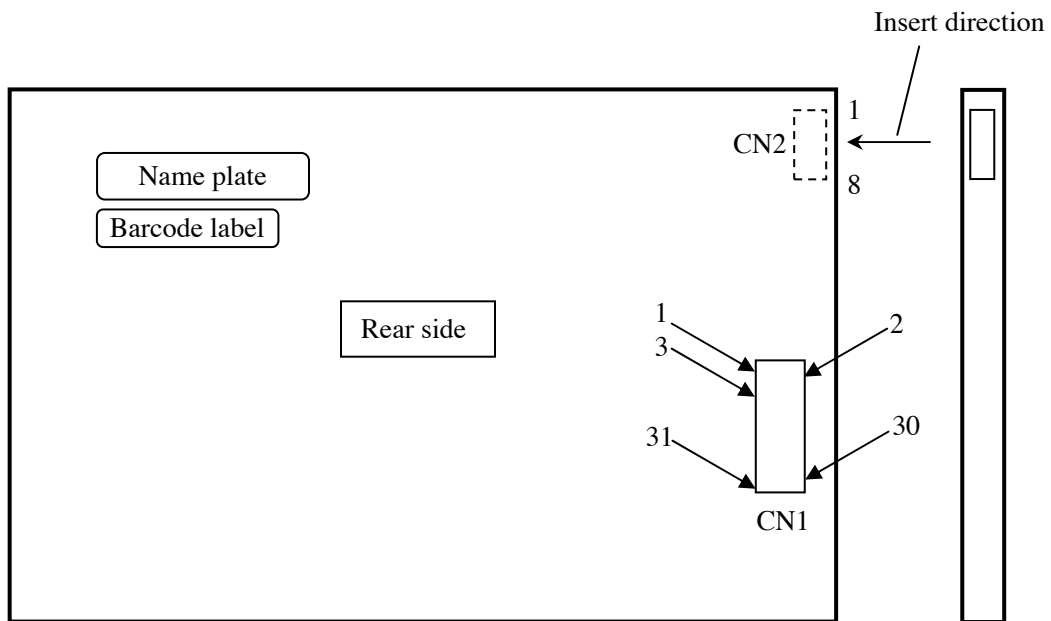 Insert direction
1
CN2
8
Name plate
Barcode label
Rear side
1
2
3
31
30
CN1